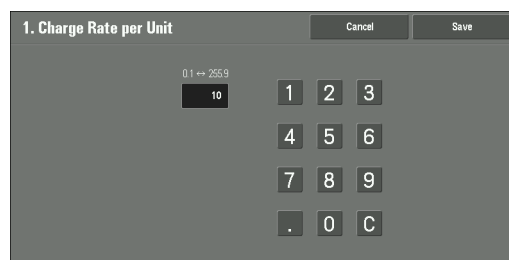 1. Charge Rate per Unit
Cancel
Save
0.1 ↔ 255.9
10
1 2 3
4 5 6
7 8 9
. 0 C